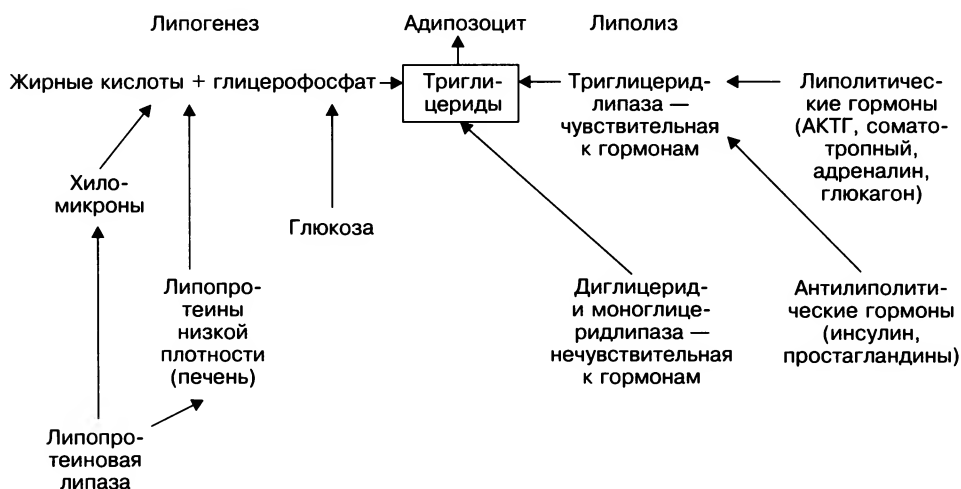 Липогенез
Адипозоцит
Липолиз
Жирные кислоты + глицерофосфат
Тригли-
цериды
Триглицерид-
липаза —
чувствительная
к гормонам
Липолитичес-
кие гормоны
(АКТГ, сомато-
тропный,
адреналин,
глюкагон)
Хило-
микроны
Глюкоза
Липопро-
теины
низкой
плотности
(печень)
Диглицерид-
и моноглице-
ридлипаза —
нечувствительная
к гормонам
Антилиполити-
ческие гормоны
(инсулин,
простагландины)
Липопро-
теиновая
липаза